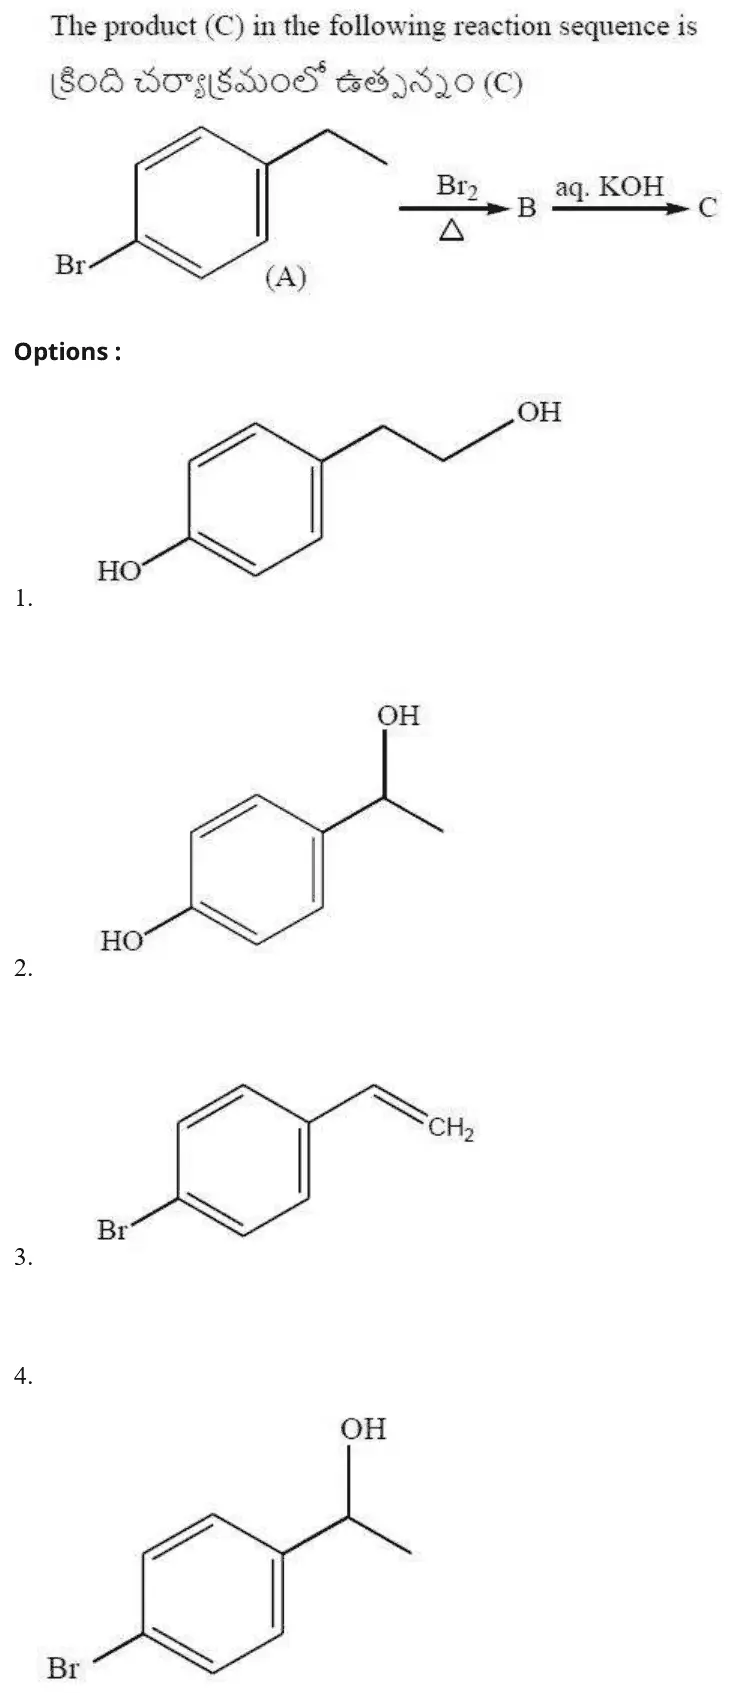 The product (C) in the following reaction sequence is
క్రింది చర్యాక్రమంలో ఉత్పన్నం (C)
Br₂
△
B
aq. KOH
C
Br
(A)
Options :
OH
HO
1.
OH
HO
2.
CH₂
Br
3.
4.
OH
Br